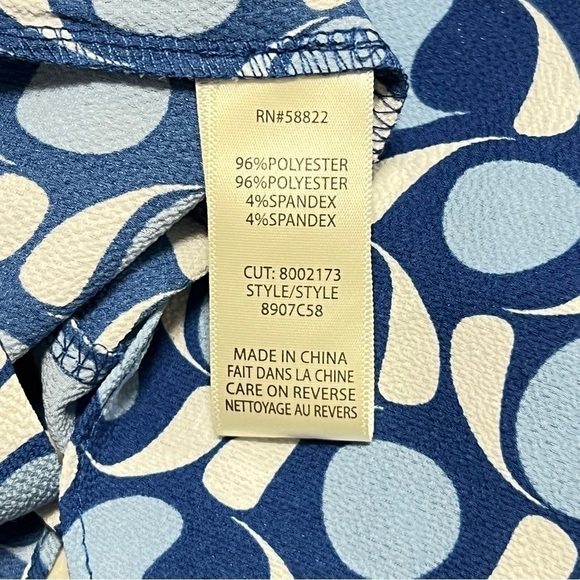 RN#58822
96%POLYESTER
96%POLYESTER
4%SPANDEX
4%SPANDEX
CUT: 8002173
STYLE/STYLE
8907C58
MADE IN CHINA
FAIT DANS LA CHINE
CARE ON REVERSE
NETTOYAGE AU REVERS